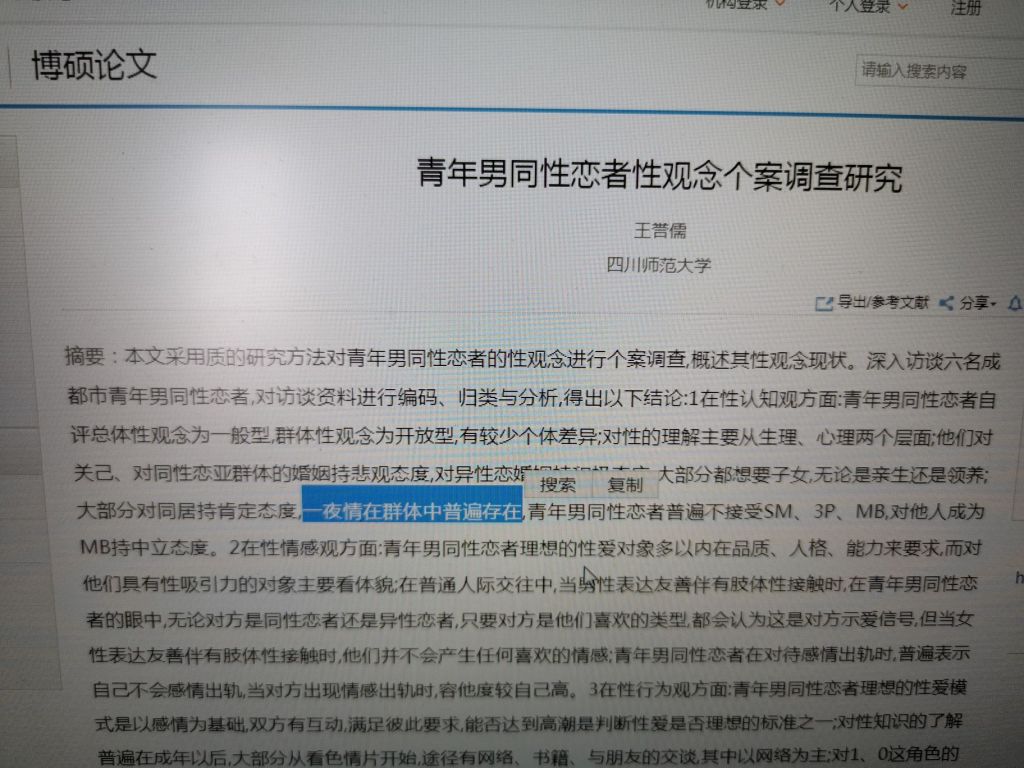 机构登录
个人登录
注册
博硕论文
请输入搜索内容
青年男同性恋者性观念个案调查研究
王誉儒
四川师范大学
导出/参考文献 分享
摘要：本文采用质的研究方法对青年男同性恋者的性观念进行个案调查,概述其性观念现状。深入访谈六名成
都市青年男同性恋者,对访谈资料进行编码、归类与分析,得出以下结论:1在性认知观方面:青年男同性恋者自
评总体性观念为一般型,群体性观念为开放型,有较少个体差异;对性的理解主要从生理、心理两个层面;他们对
关己、对同性恋亚群体的婚姻持悲观态度,对异性恋婚姻持积极态度 大部分都想要子女,无论是亲生还是领养;
搜索 复制
大部分对同居持肯定态度,一夜情在群体中普遍存在,青年男同性恋者普遍不接受SM、3P、MB,对他人成为
MB持中立态度。2在性情感观方面:青年男同性恋者理想的性爱对象多以内在品质、人格、能力来要求,而对
他们具有性吸引力的对象主要看体貌;在普通人际交往中,当男性表达友善伴有肢体性接触时,在青年男同性恋
者的眼中,无论对方是同性恋者还是异性恋者,只要对方是他们喜欢的类型,都会认为这是对方示爱信号,但当女
性表达友善伴有肢体性接触时,他们并不会产生任何喜欢的情感;青年男同性恋者在对待感情出轨时,普遍表示
自己不会感情出轨,当对方出现情感出轨时,容他度较自己高。3在性行为观方面:青年男同性恋者理想的性爱模
式是以感情为基础,双方有互动,满足彼此要求,能否达到高潮是判断性爱是否理想的标准之一;对性知识的了解
普遍在成年以后,大部分从看色情片开始,途径有网络、书籍、与朋友的交谈,其中以网络为主;对1、0这角色的